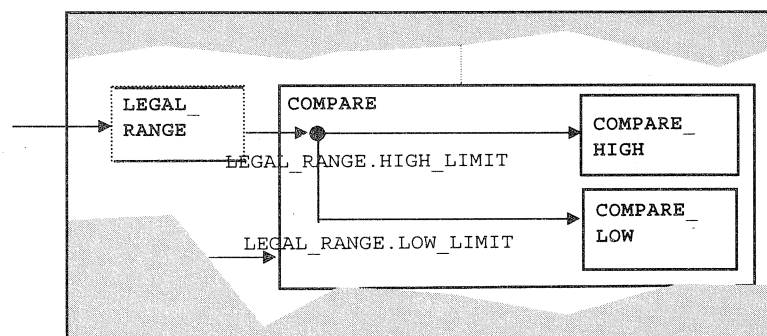 LEGAL_
RANGE
COMPARE
COMPARE_
HIGH
LEGAL_RANGE.HIGH_LIMIT
COMPARE_
LOW
LEGAL_RANGE.LOW_LIMIT